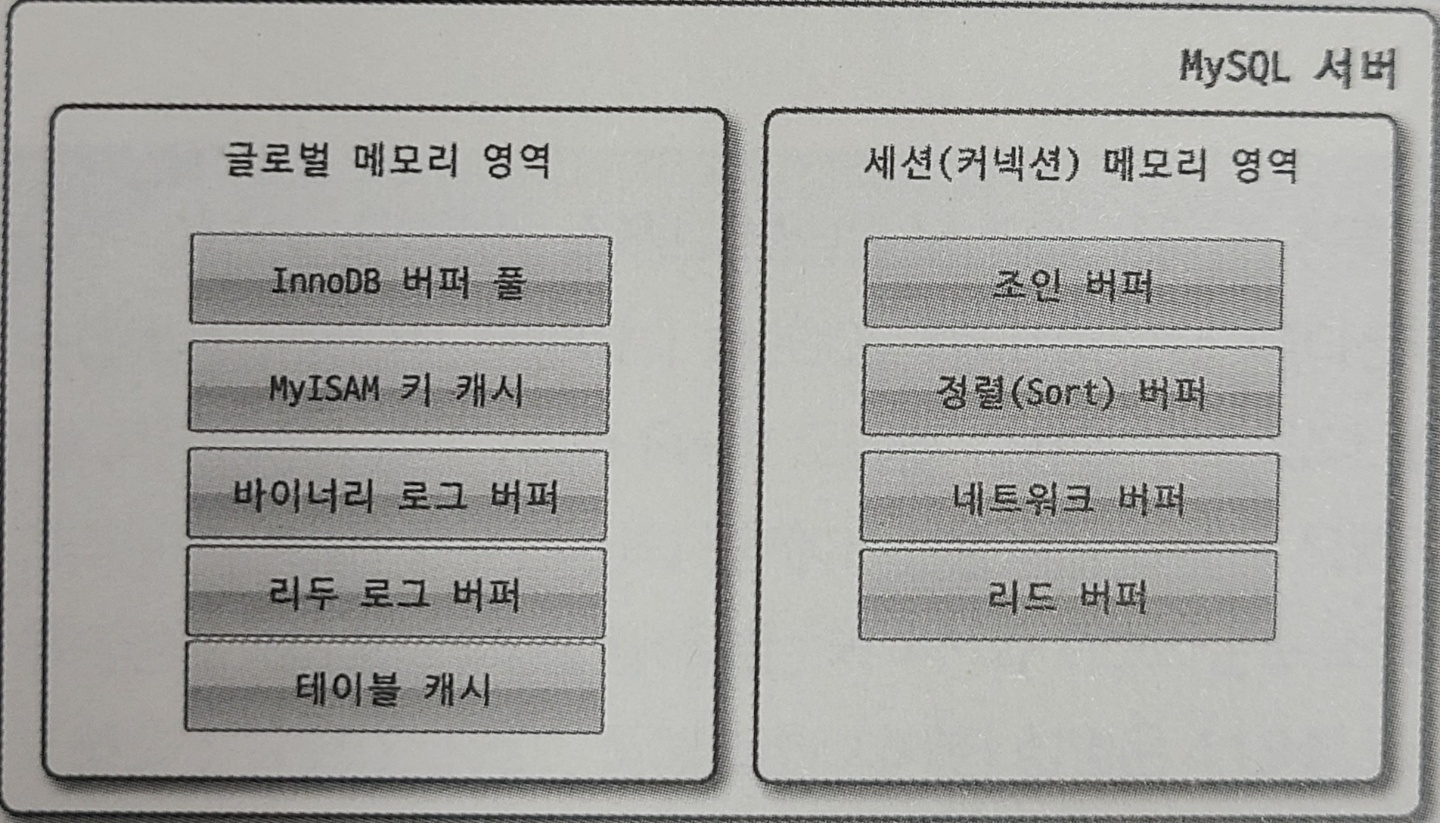 MySQL 서버
글로벌 메모리 영역
InnoDB 버퍼 풀
MyISAM 키 캐시
바이너리 로그 버퍼
리두 로그 버퍼
테이블 캐시
세션(커넥션) 메모리 영역
조인 버퍼
정렬(Sort) 버퍼
네트워크 버퍼
리드 버퍼